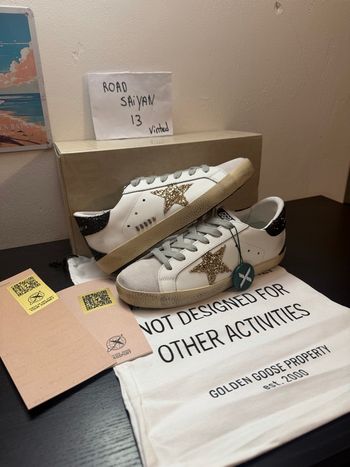 ROAD
SAIYAN
13
Vinted
NOT DESIGNED FOR
OTHER ACTIVITIES
GOLDEN GOOSE PROPERTY
est. 2000